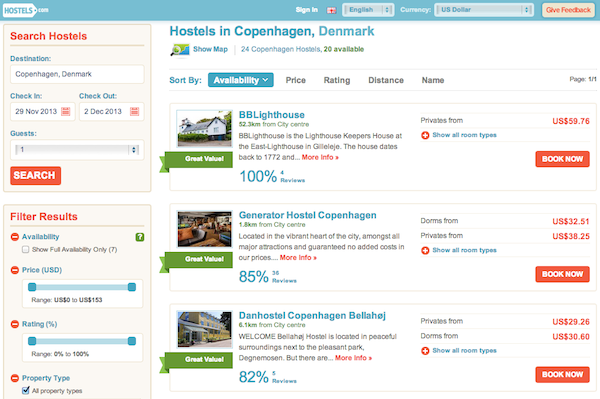 HOSTELS.com
Sign In
English
Currency:
US Dollar
Give Feedback
Search Hostels
Destination:
Copenhagen, Denmark
Check In:
Check Out:
29 Nov 2013
2 Dec 2013
Guests:
1
SEARCH
Filter Results
Availability
?
Show Full Availability Only (7)
Price (USD)
Range: US$0 to US$153
Rating (%)
Range: 0% to 100%
Property Type
All property types
Hostels in Copenhagen, Denmark
Show Map
24 Copenhagen Hostels, 20 available
Sort By:
Availability
Price
Rating
Distance
Name
Page: 1/1
BBLighthouse
52.3km from City centre
BBLighthouse is the Lighthouse Keepers House at
the East-Lighthouse in Gilleleje. The house dates
back to 1772 and... More Info »
Great Value!
100%
4
Reviews
Privates from
US$59.76
Show all room types
BOOK NOW
Generator Hostel Copenhagen
1.8km from City centre
Located in the vibrant heart of the city, amongst all
major attractions and guaranteed no added costs in
our prices.... More Info »
Great Value!
85%
36
Reviews
Dorms from
US$32.51
Privates from
US$38.25
Show all room types
BOOK NOW
Danhostel Copenhagen Bellahøj
6.1km from City centre
WELCOME Bellahøj Hostel is located in peaceful
surroundings next to the pleasant park,
Degnemosen. But there are... More Info »
Great Value!
82%
5
Reviews
Privates from
US$29.26
Dorms from
US$30.60
Show all room types
BOOK NOW